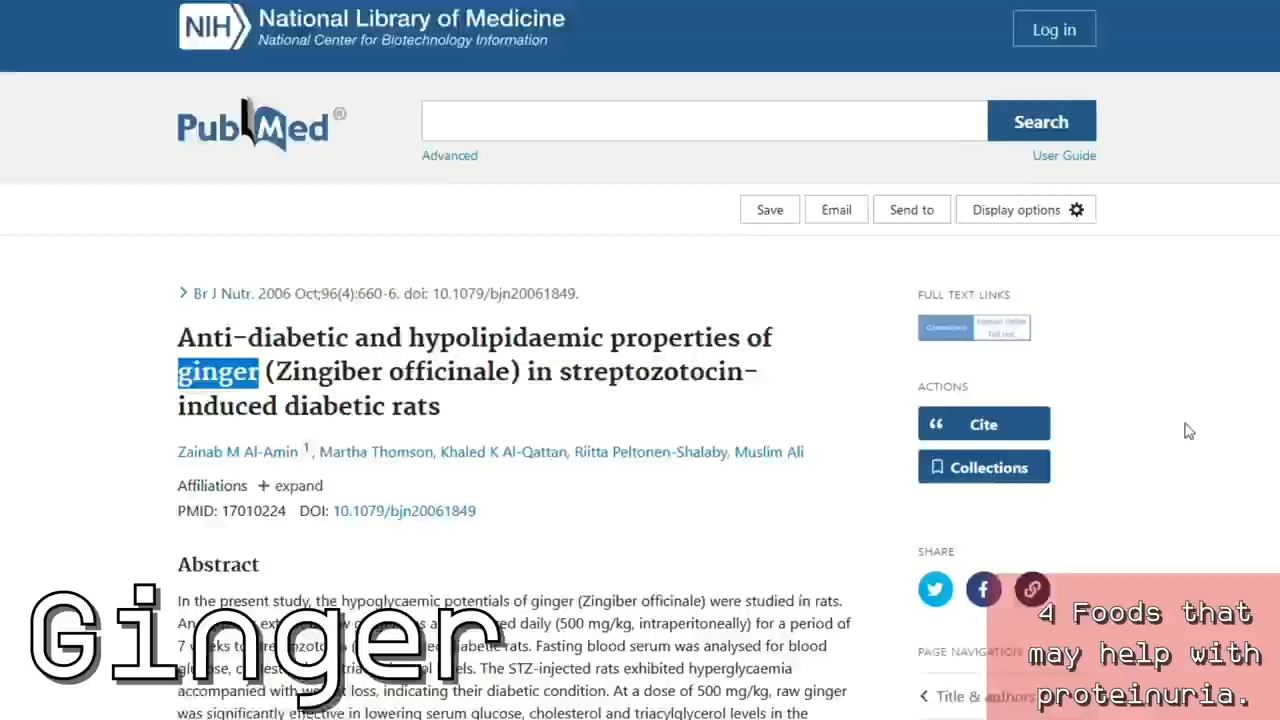 NIH National Library of Medicine
National Center for Biotechnology Information
Log in
PubMed®
Search
Advanced
User Guide
Save
Email
Send to
Display options
Br J Nutr. 2006 Oct;96(4):660-6. doi: 10.1079/bjn20061849.
Anti-diabetic and hypolipidaemic properties of
ginger (Zingiber officinale) in streptozotocin-
induced diabetic rats
Zainab M Al-Amin 1, Martha Thomson, Khaled K Al-Qattan, Riitta Peltonen-Shalaby, Muslim Ali
Affiliations + expand
PMID: 17010224 DOI: 10.1079/bjn20061849
Abstract
In the present study, the hypoglycaemic potentials of ginger (Zingiber officinale) were studied in rats.
daily (500 mg/kg, intraperitoneally) for a period of
7 rats. Fasting blood serum was analysed for blood
levels. The STZ-injected rats exhibited hyperglycaemia
accompanied with loss, indicating their diabetic condition. At a dose of 500 mg/kg, raw ginger
was significantly effective in lowering serum glucose, cholesterol and triacylglycerol levels in the
FULL TEXT LINKS
ACTIONS
Cite
Collections
SHARE
PAGE NAVIGATION
Title & authors
Ginger
4 Foods that
may help with
proteinuria.